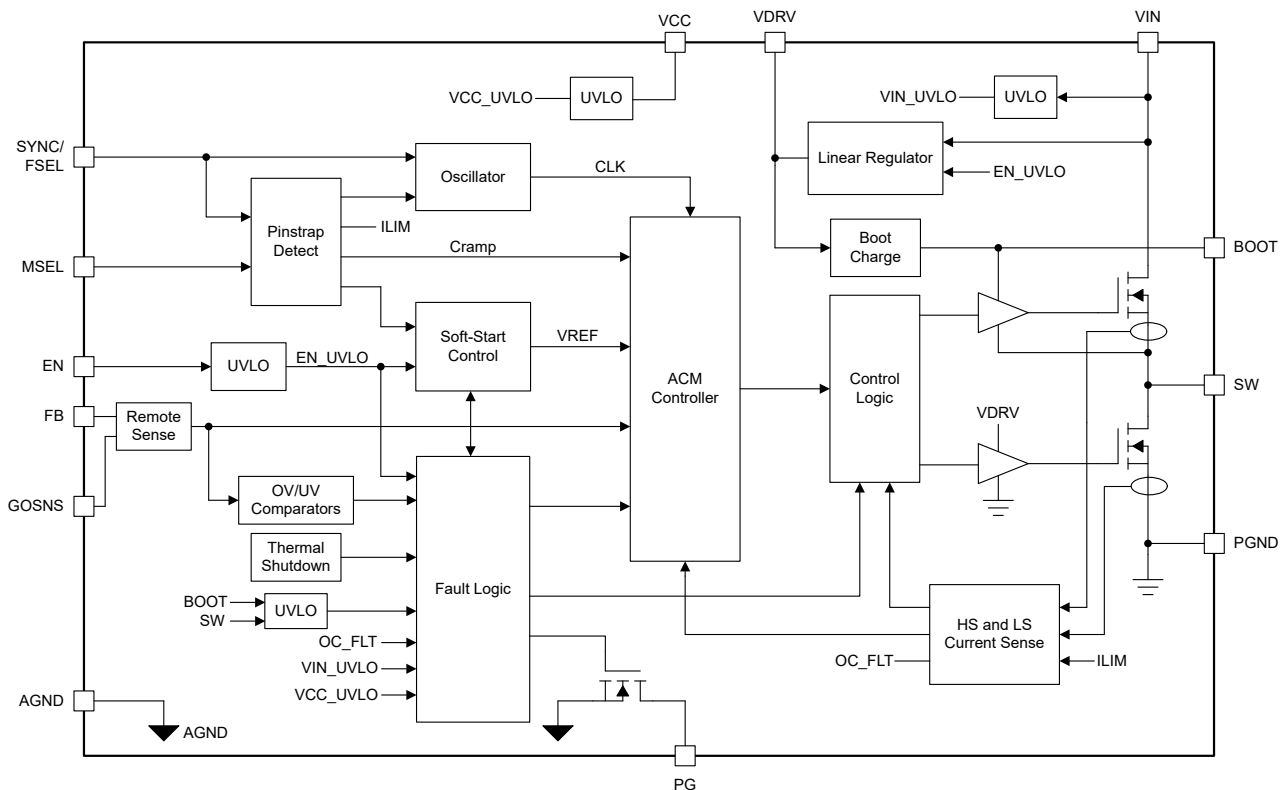 VCC
VDRV
VIN
VCC_UVLO
UVLO
VIN_UVLO
UVLO
SYNC/
FSEL
Oscillator
CLK
Linear Regulator
EN_UVLO
Pinstrap
Detect
ILIM
Boot
Charge
BOOT
MSEL
Cramp
Soft-Start
Control
VREF
EN
UVLO
EN_UVLO
ACM
Controller
Control
Logic
SW
FB
Remote
Sense
VDRV
GOSNS
OV/UV
Comparators
Thermal
Shutdown
PGND
Fault Logic
BOOT
SW
UVLO
HS and LS
Current Sense
OC_FLT
OC_FLT
ILIM
VIN_UVLO
VCC_UVLO
AGND
AGND
PG